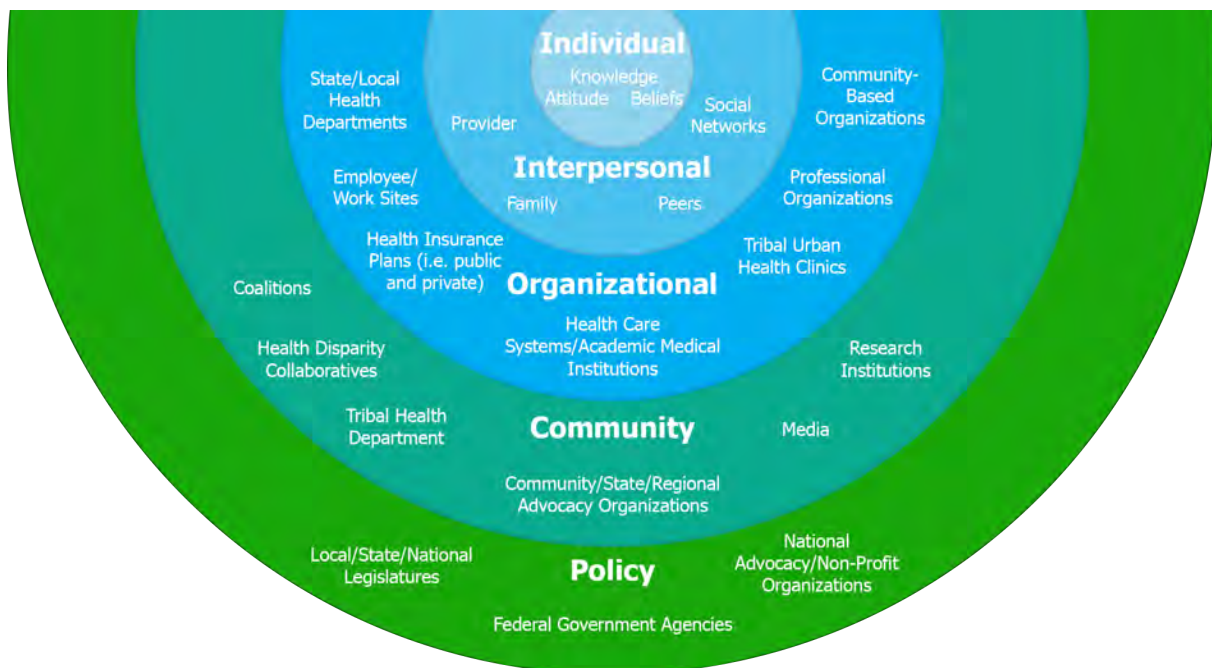 Individual
Knowledge
Attitude Beliefs
Provider
Social
Networks
Interpersonal
Family
Peers
State/Local
Health
Departments
Community-
Based
Organizations
Employee/
Work Sites
Professional
Organizations
Health Insurance
Plans (i.e. public
and private)
Tribal Urban
Health Clinics
Organizational
Health Care
Systems/Academic Medical
Institutions
Coalitions
Health Disparity
Collaboratives
Research
Institutions
Tribal Health
Department
Community
Media
Community/State/Regional
Advocacy Organizations
Local/State/National
Legislatures
Policy
National
Advocacy/Non-Profit
Organizations
Federal Government Agencies